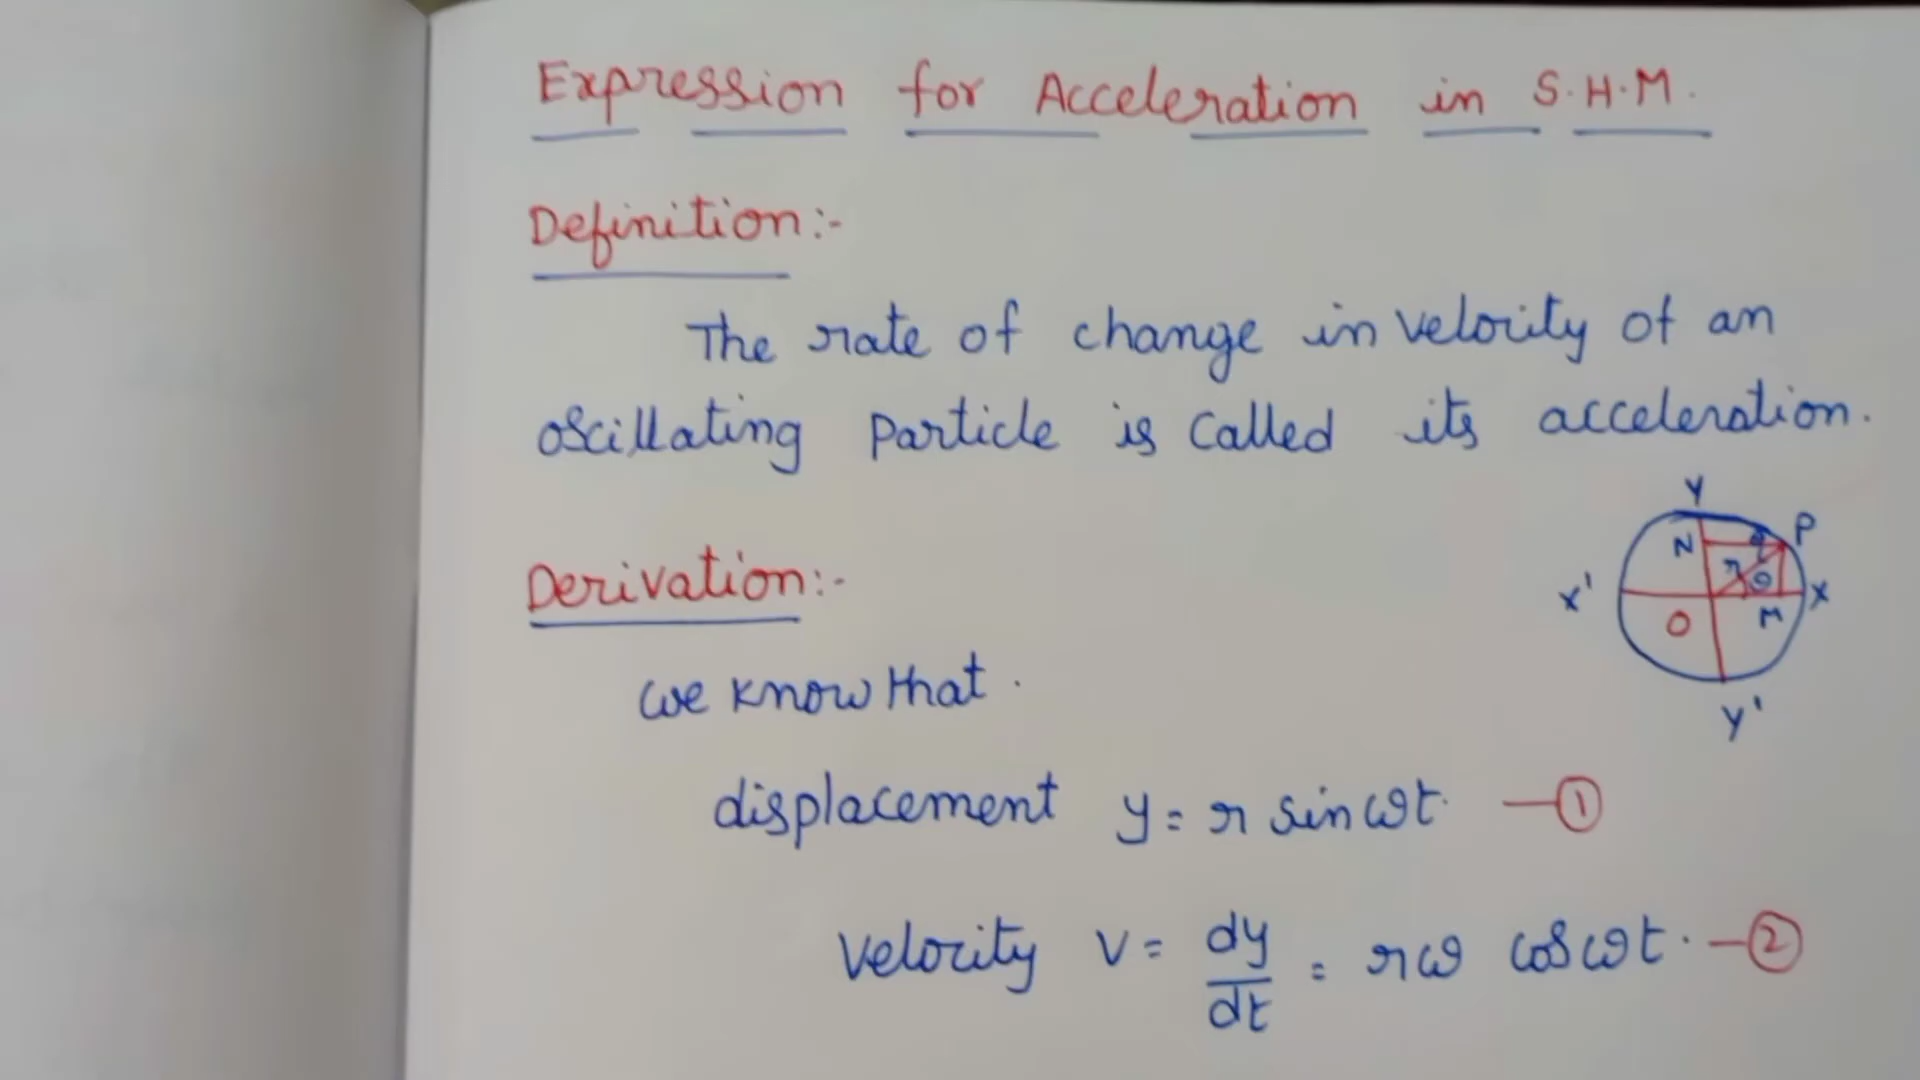 Expression for Acceleration in S.H.M.
Definition:-
The rate of change in velocity of an
oscillating particle is called its acceleration.
Y
P
N
r
θ
X'
X
O
M
Y'
Derivation:-
we know that.
displacement y = r sin ωt. —①
velocity v = dy/dt = rω cos ωt. —②